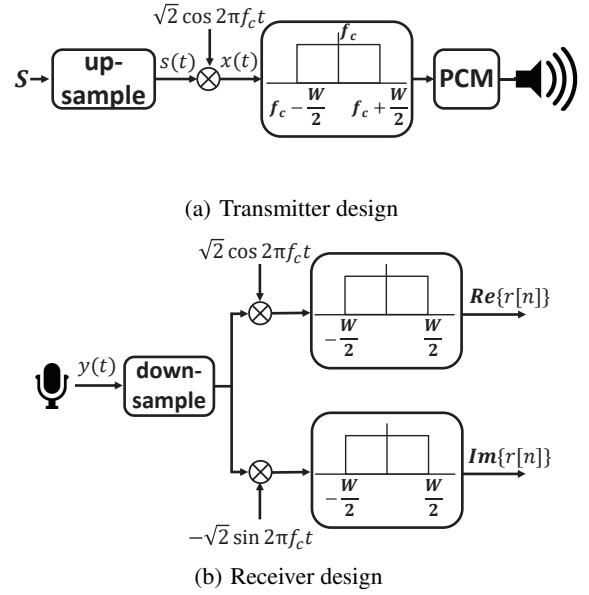 √2 cos 2πf_c t
S up-sample s(t) x(t) f_c PCM
f_c − W/2 f_c + W/2
(a) Transmitter design
√2 cos 2πf_c t
−W/2 W/2 Re{r[n]}
y(t) down-sample
−W/2 W/2 Im{r[n]}
−√2 sin 2πf_c t
(b) Receiver design